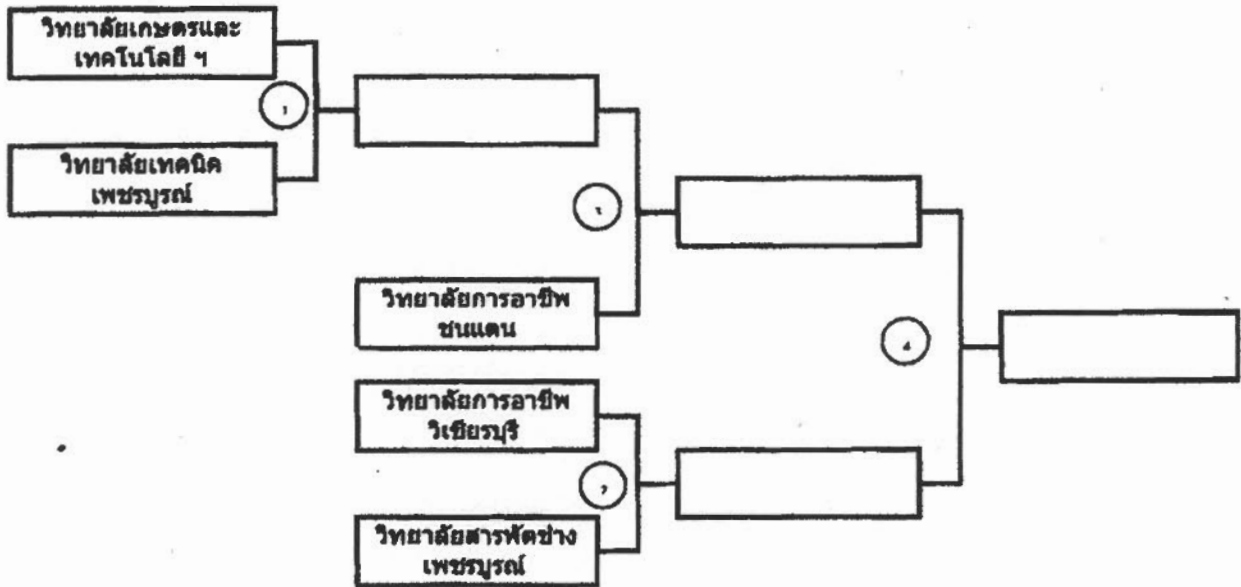 วิทยาลัยเกษตรและ
เทคโนโลยี ฯ
1
วิทยาลัยเทคนิค
เพชรบูรณ์
วิทยาลัยการอาชีพ
ชนแดน
4
วิทยาลัยการอาชีพ
วิเชียรบุรี
วิทยาลัยสารพัดช่าง
เพชรบูรณ์